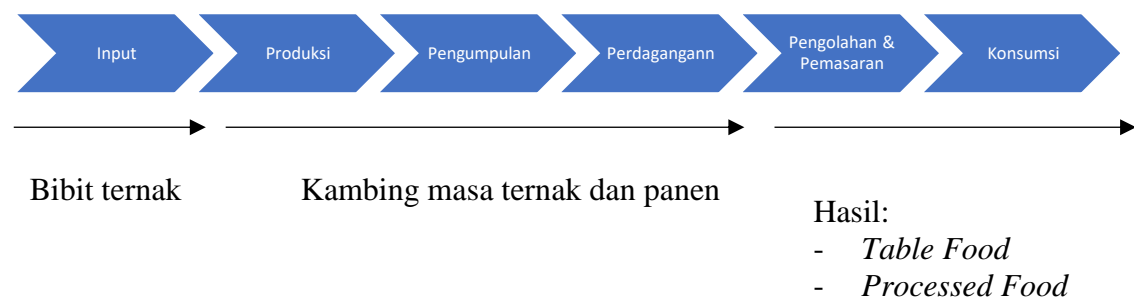 Input
Produksi
Pengumpulan
Perdagangann
Pengolahan &
Pemasaran
Konsumsi
Bibit ternak
Kambing masa ternak dan panen
Hasil:
- Table Food
- Processed Food